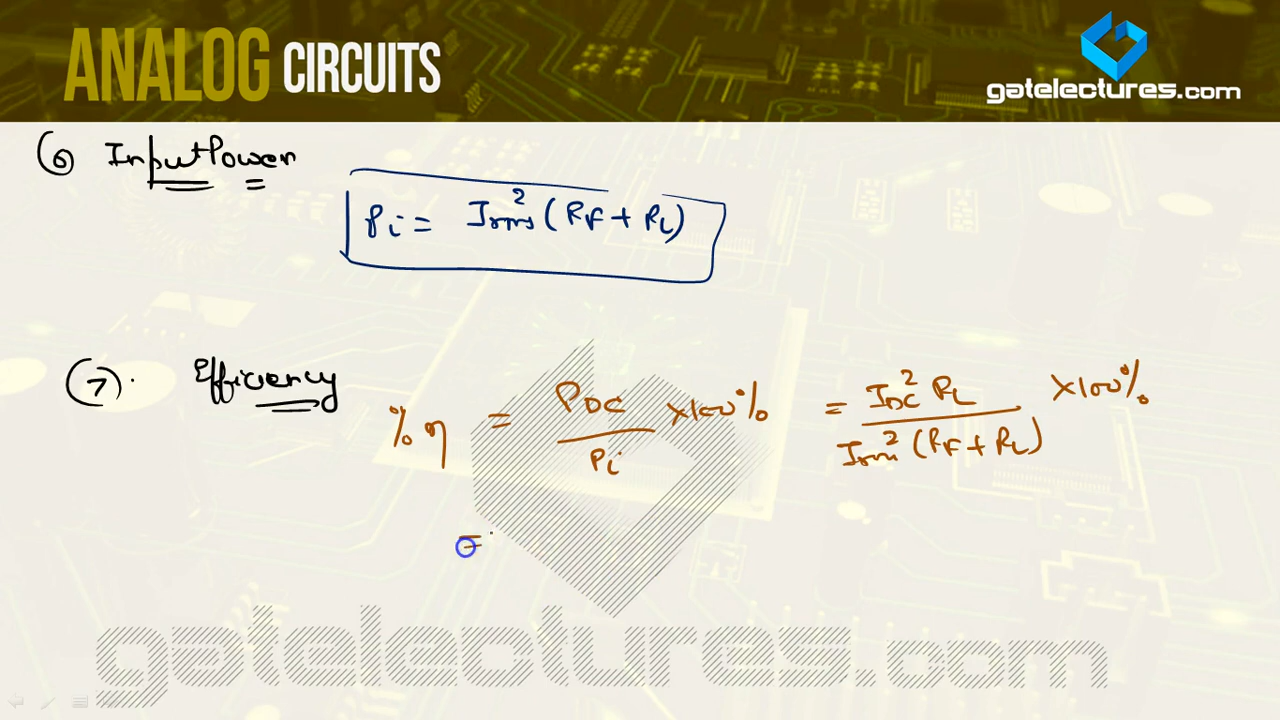 ANALOG CIRCUITS
gatelectures.com
(6) Input Power
Pi = Irms² (RF + RL)
(7). Efficiency
% η = PDC / Pi ×100% = IDC² RL / Irms² (RF + RL) ×100%
=
gatelectures.com